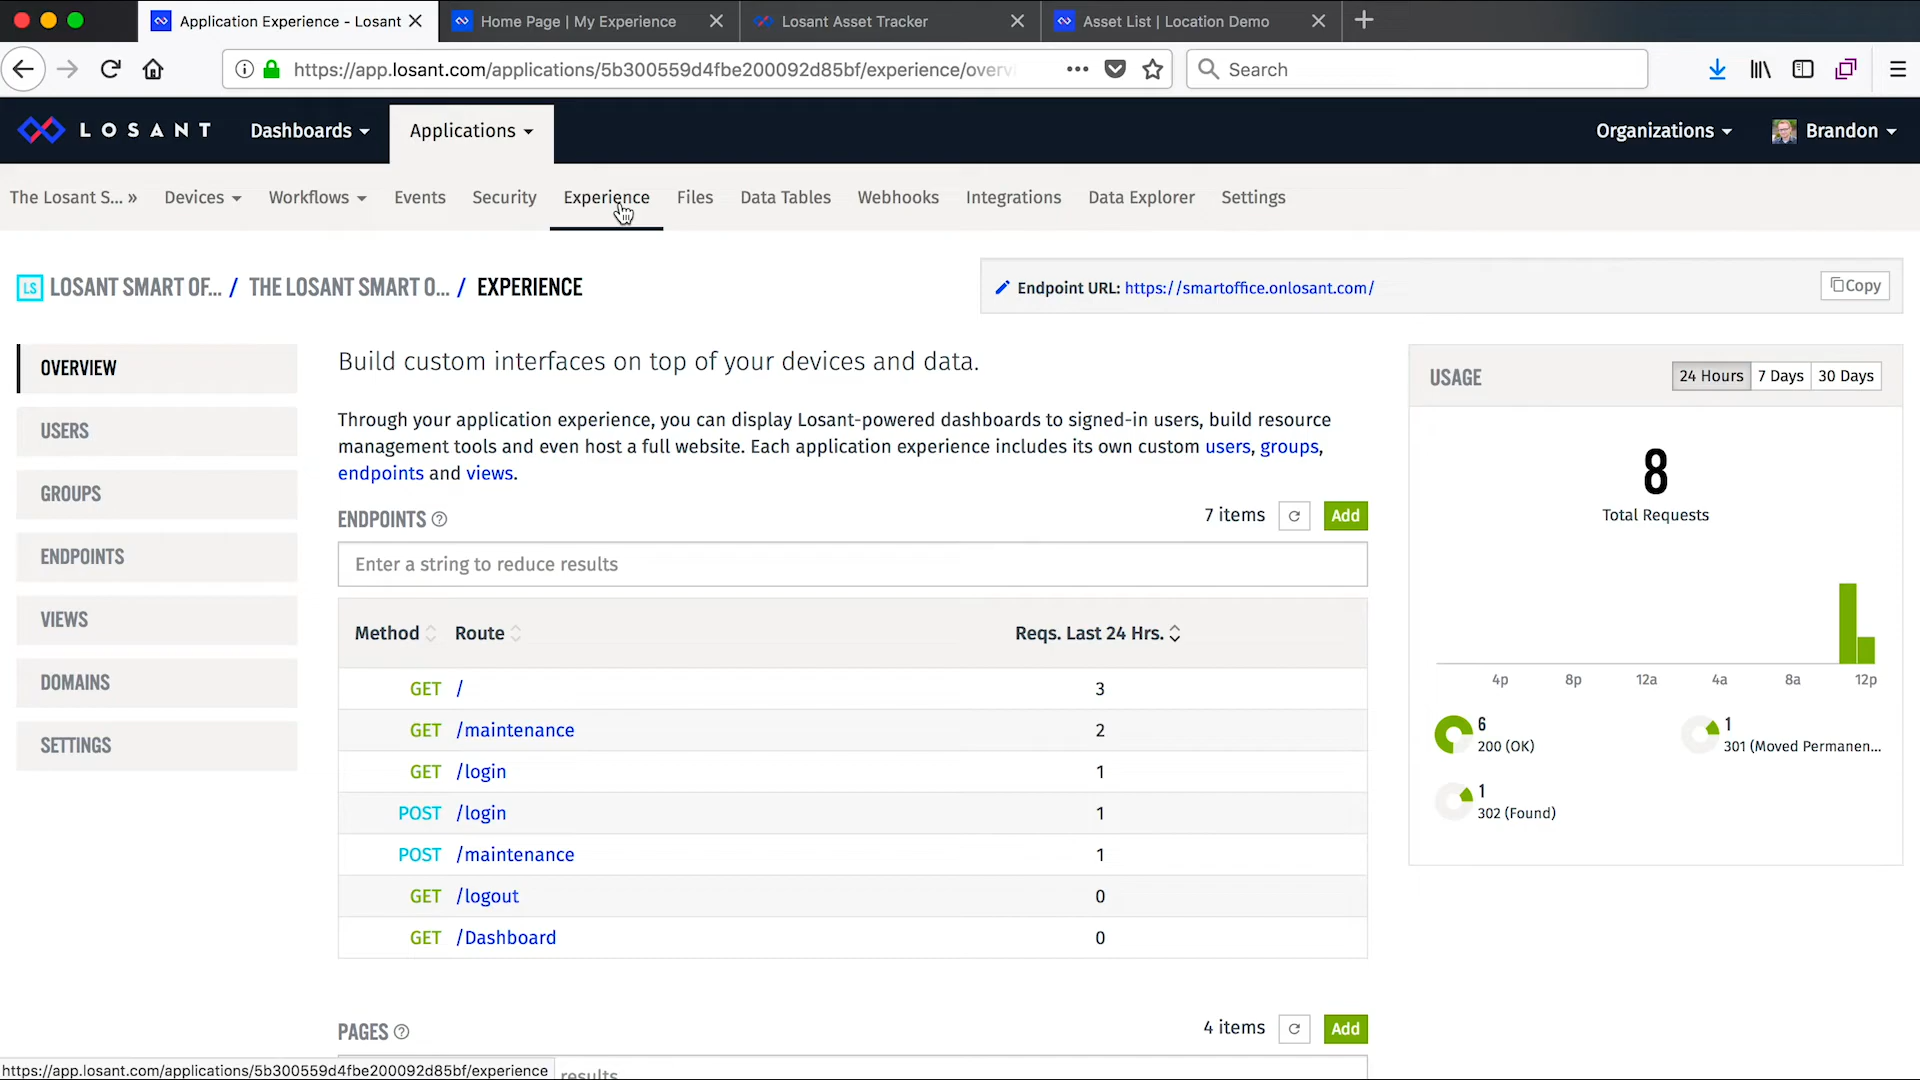 Application Experience - Losant
Home Page | My Experience
Losant Asset Tracker
Asset List | Location Demo
https://app.losant.com/applications/5b300559d4fbe200092d85bf/experience/overv
Search
LOSANT
Dashboards
Applications
Organizations
Brandon
The Losant S... »
Devices
Workflows
Events
Security
Experience
Files
Data Tables
Webhooks
Integrations
Data Explorer
Settings
LS LOSANT SMART OF... / THE LOSANT SMART O... / EXPERIENCE
Endpoint URL: https://smartoffice.onlosant.com/
Copy
OVERVIEW
USERS
GROUPS
ENDPOINTS
VIEWS
DOMAINS
SETTINGS
Build custom interfaces on top of your devices and data.
Through your application experience, you can display Losant-powered dashboards to signed-in users, build resource
management tools and even host a full website. Each application experience includes its own custom users, groups,
endpoints and views.
ENDPOINTS
7 items
Add
Enter a string to reduce results
Method Route Reqs. Last 24 Hrs.
GET / 3
GET /maintenance 2
GET /login 1
POST /login 1
POST /maintenance 1
GET /logout 0
GET /Dashboard 0
PAGES
4 items
Add
results
USAGE
24 Hours 7 Days 30 Days
8
Total Requests
4p 8p 12a 4a 8a 12p
6
200 (OK)
1
301 (Moved Permanen...
1
302 (Found)
https://app.losant.com/applications/5b300559d4fbe200092d85bf/experience